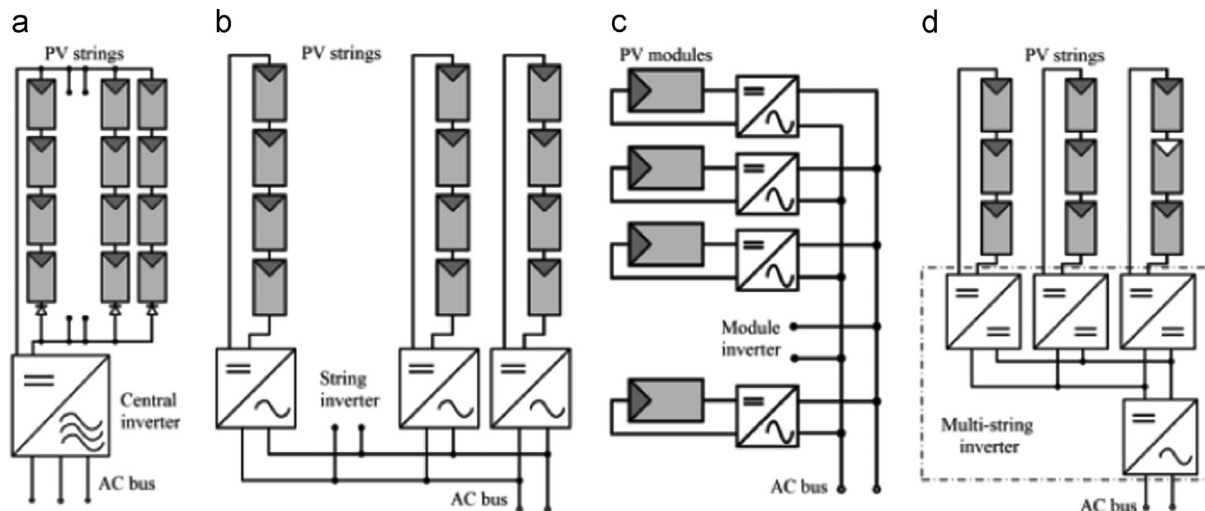 a
PV strings
Central
inverter
AC bus
b
PV strings
String
inverter
AC bus
c
PV modules
Module
inverter
AC bus
d
PV strings
Multi-string
inverter
AC bus